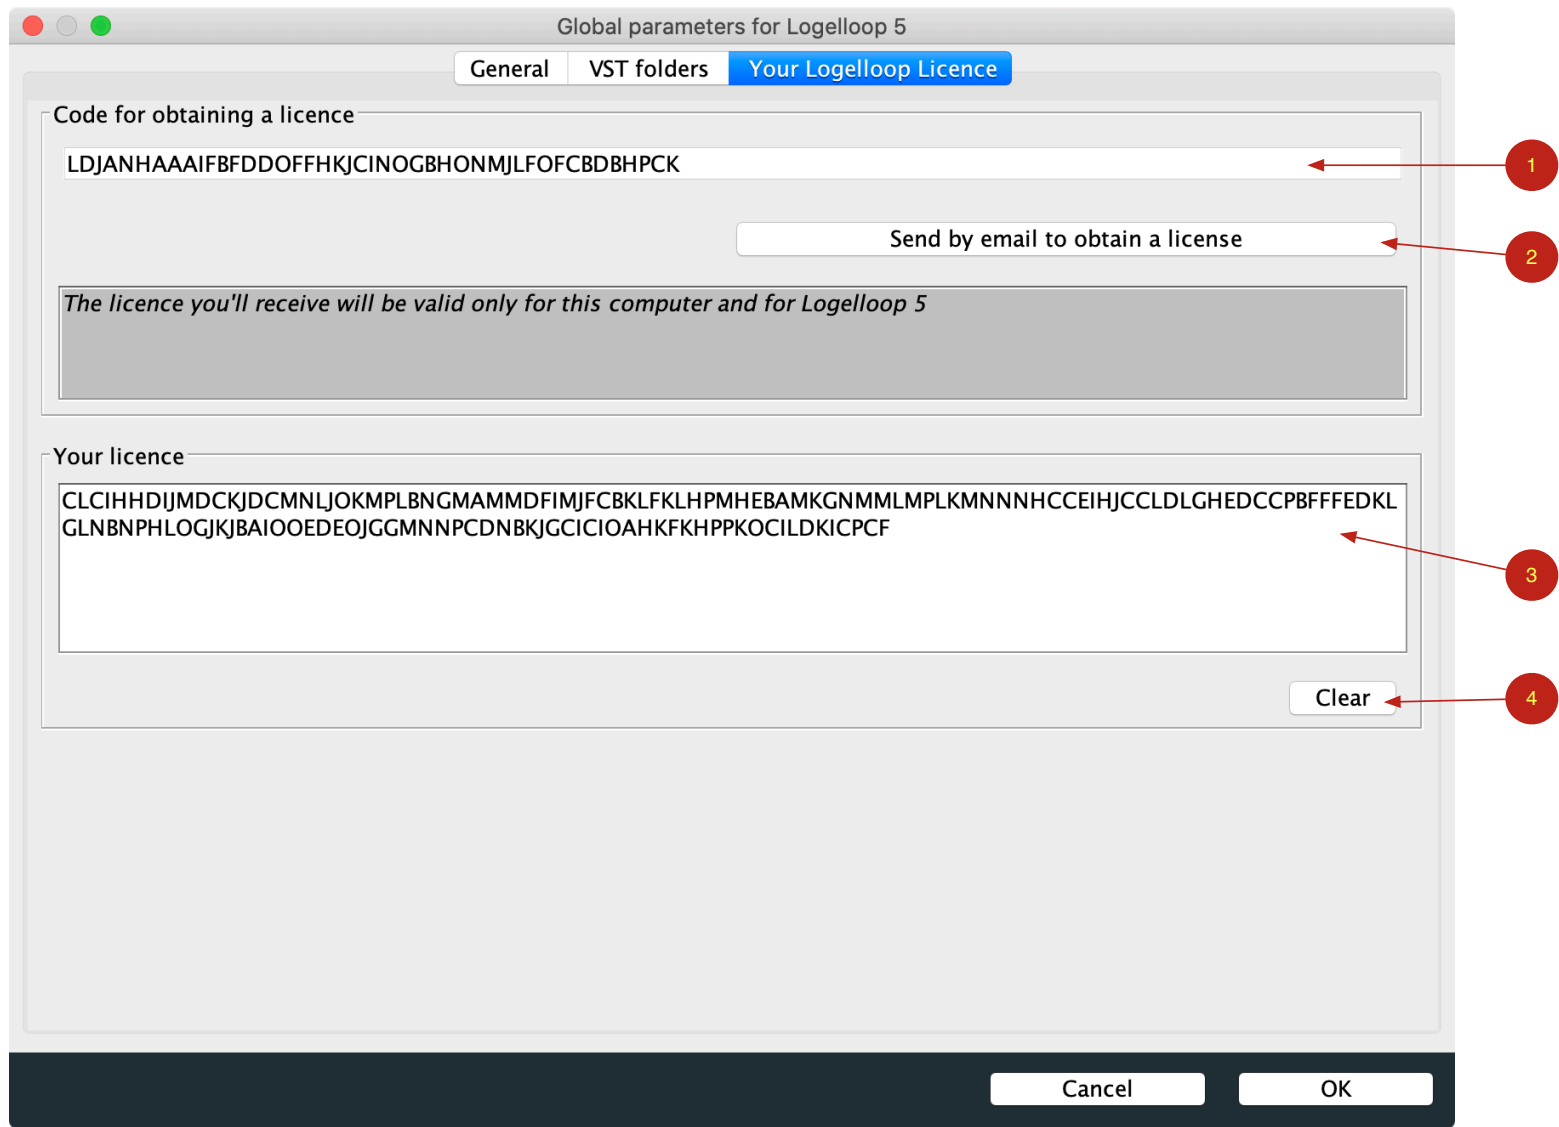 Global parameters for Logelloop 5
General VST folders Your Logelloop Licence
Code for obtaining a licence
LDJANHAAAIFBFDDOFFHKJCINOGBHONMJLFOFCBDBHPCK
1
Send by email to obtain a license
2
The licence you'll receive will be valid only for this computer and for Logelloop 5
Your licence
CLCIHHDIJMDCKJDCMNLJOKMPLBNGMAMMDFIMJFCBKLFKLHPMHEBAMKGNMMLMPLKMNNNHCCEIHJCCLDLGHEDCCPBFFFEDKL
GLNBNPHLOGJKJBAIOOEDEOJGGMNNPCDNBKJGCICIOAHKFKHPPKOCILDKICPCF
3
Clear
4
Cancel OK